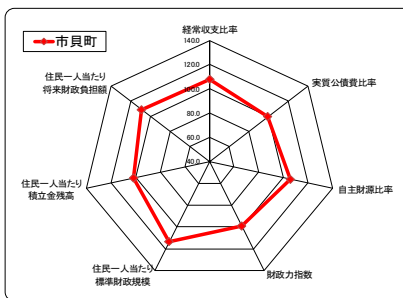 市貝町
経常収支比率
140.0
120.0
100.0
80.0
60.0
40.0
実質公債費比率
自主財源比率
財政力指数
住民一人当たり
標準財政規模
住民一人当たり
積立金残高
住民一人当たり
将来財政負担額